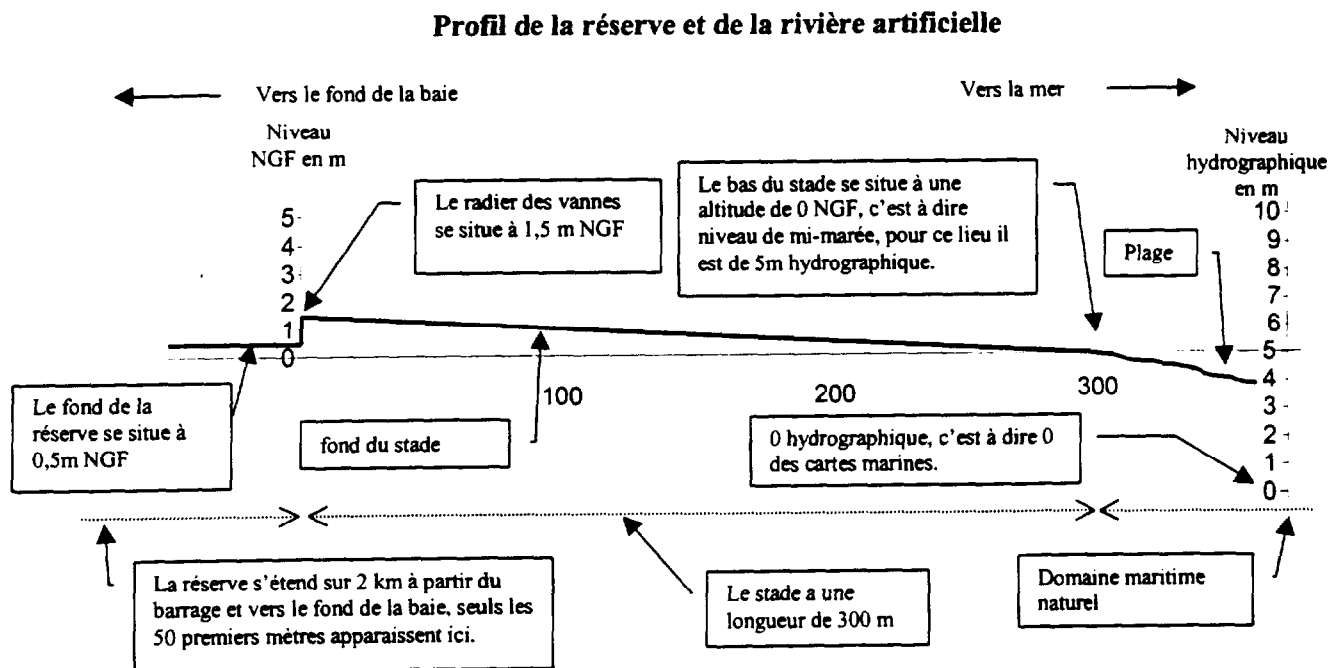 Profil de la réserve et de la rivière artificielle
Vers le fond de la baie
Vers la mer
Niveau
NGF en m
Niveau
hydrographique
en m
Le radier des vannes
se situe à 1,5 m NGF
Le bas du stade se situe à une
altitude de 0 NGF, c'est à dire
niveau de mi-marée, pour ce lieu il
est de 5m hydrographique.
Plage
5
4
3
2
1
0
10
9
8
7
6
5
4
3
2
1
0
100
200
300
Le fond de la
réserve se situe à
0,5m NGF
fond du stade
0 hydrographique, c'est à dire 0
des cartes marines.
La réserve s'étend sur 2 km à partir du
barrage et vers le fond de la baie, seuls les
50 premiers mètres apparaissent ici.
Le stade a une
longueur de 300 m
Domaine maritime
naturel